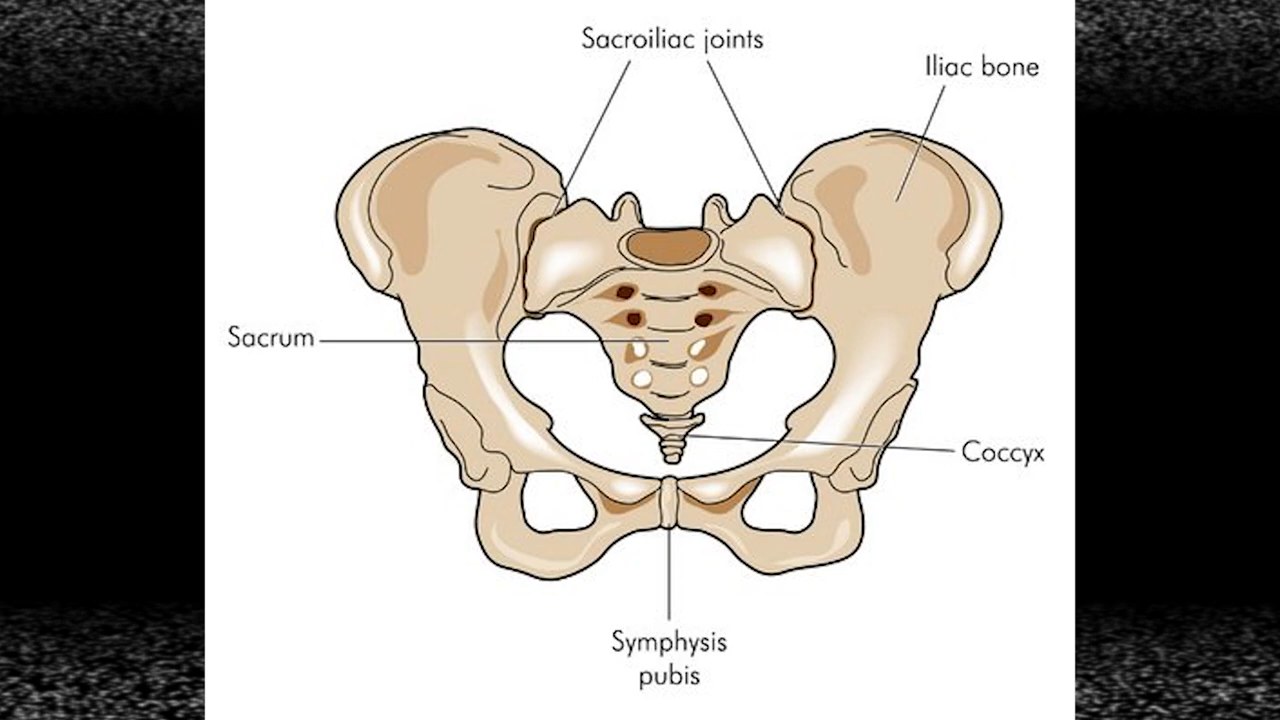 Sacroiliac joints
Iliac bone
Sacrum
Coccyx
Symphysis
pubis